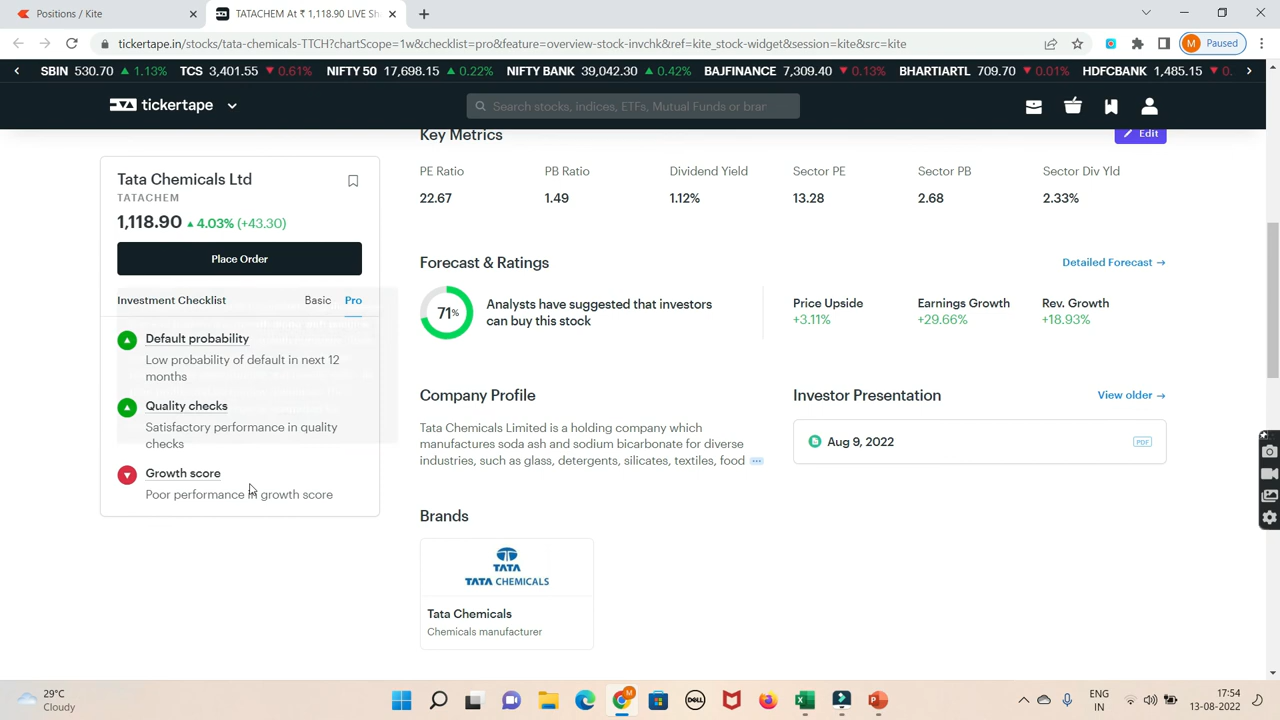 Positions / Kite
TATACHEM At ₹ 1,118.90 LIVE Sh
tickertape.in/stocks/tata-chemicals-TTCH?chartScope=1w&checklist=pro&feature=overview-stock-invchk&ref=kite_stock-widget&session=kite&src=kite
M Paused
SBIN 530.70 ▲ 1.13% TCS 3,401.55 ▼ 0.61% NIFTY 50 17,698.15 ▲ 0.22% NIFTY BANK 39,042.30 ▲ 0.42% BAJFINANCE 7,309.40 ▼ 0.13% BHARTIARTL 709.70 ▼ 0.01% HDFCBANK 1,485.15 ▼ 0.
tickertape
Search stocks, indices, ETFs, Mutual Funds or bran
Key Metrics
Edit
PE Ratio PB Ratio Dividend Yield Sector PE Sector PB Sector Div Yld
22.67 1.49 1.12% 13.28 2.68 2.33%
Tata Chemicals Ltd
TATACHEM
1,118.90 ▲ 4.03% (+43.30)
Place Order
Investment Checklist Basic Pro
Default probability
Low probability of default in next 12
months
Quality checks
Satisfactory performance in quality
checks
Growth score
Poor performance in growth score
Forecast & Ratings
Detailed Forecast →
71%
Analysts have suggested that investors
can buy this stock
Price Upside Earnings Growth Rev. Growth
+3.11% +29.66% +18.93%
Company Profile
Tata Chemicals Limited is a holding company which
manufactures soda ash and sodium bicarbonate for diverse
industries, such as glass, detergents, silicates, textiles, food ...
Investor Presentation
View older →
Aug 9, 2022
PDF
Brands
TATA
TATA CHEMICALS
Tata Chemicals
Chemicals manufacturer
29°C
Cloudy
M
DELL
ENG
IN
17:54
13-08-2022